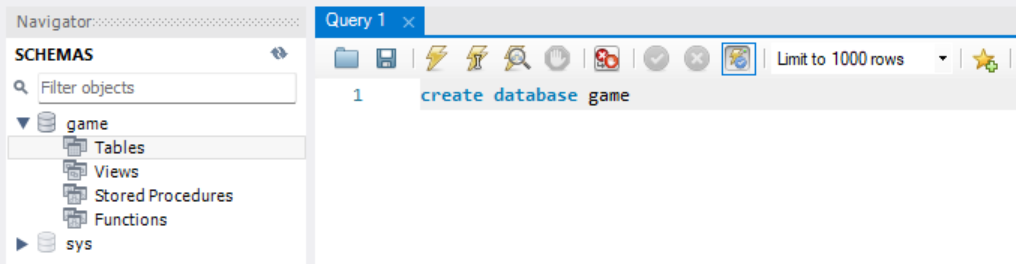 Navigator
SCHEMAS
Filter objects
game
Tables
Views
Stored Procedures
Functions
sys
Query 1
Limit to 1000 rows
1 create database game